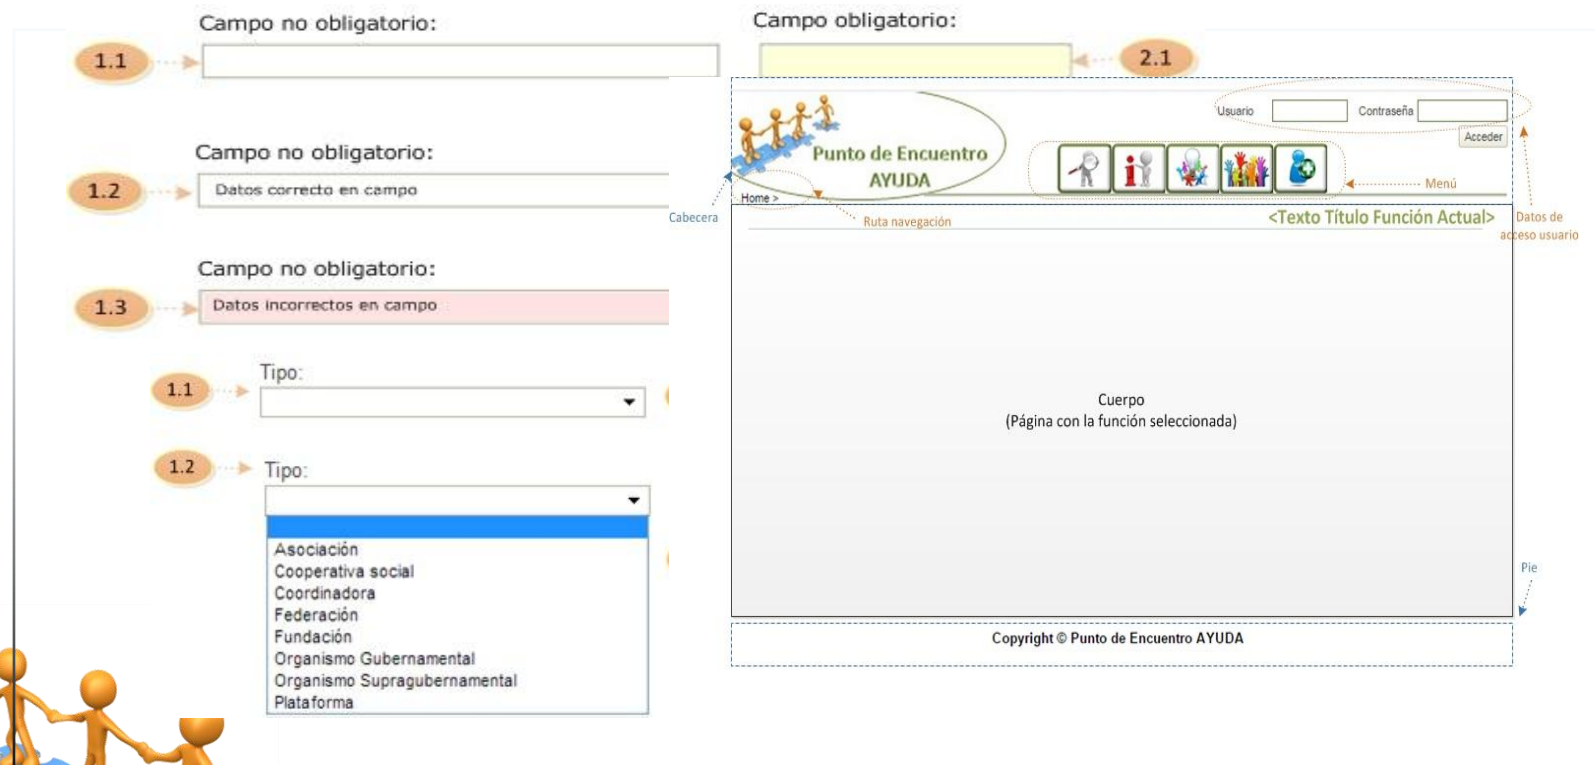 Campo no obligatorio:
1.1
Campo obligatorio:
2.1
Campo no obligatorio:
1.2
Datos correcto en campo
Campo no obligatorio:
1.3
Datos incorrectos en campo
1.1
Tipo:
1.2
Tipo:
Asociación
Cooperativa social
Coordinadora
Federación
Fundación
Organismo Gubernamental
Organismo Supragubernamental
Plataforma
Usuario
Contraseña
Acceder
Punto de Encuentro
AYUDA
Menú
Home >
Cabecera
Ruta navegación
<Texto Título Función Actual>
Datos de
acceso usuario
Cuerpo
(Página con la función seleccionada)
Pie
Copyright © Punto de Encuentro AYUDA